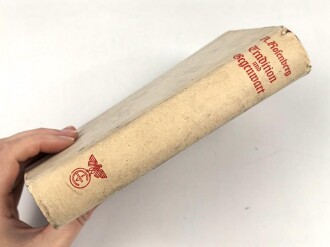 A. Rosenberg
Tradition
und
Gegenwart